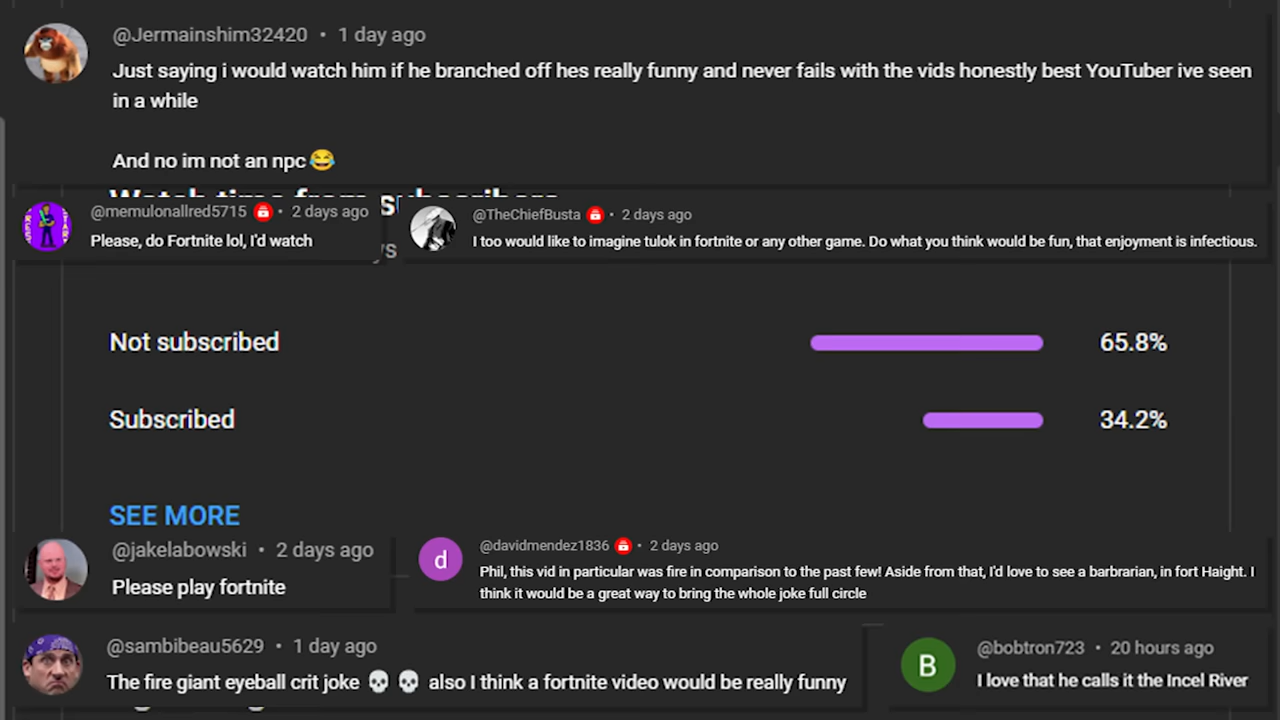 @Jermainshim32420 • 1 day ago
Just saying i would watch him if he branched off hes really funny and never fails with the vids honestly best YouTuber ive seen
in a while
And no im not an npc😂
Watch time from subscribers
@memulonallred5715 • 2 days ago
Please, do Fortnite lol, I'd watch
@TheChiefBusta • 2 days ago
I too would like to imagine tulok in fortnite or any other game. Do what you think would be fun, that enjoyment is infectious.
Not subscribed 65.8%
Subscribed 34.2%
SEE MORE
@jakelabowski • 2 days ago
Please play fortnite
d
@davidmendez1836 • 2 days ago
Phil, this vid in particular was fire in comparison to the past few! Aside from that, I'd love to see a barbrarian, in fort Haight. I
think it would be a great way to bring the whole joke full circle
@sambibeau5629 • 1 day ago
The fire giant eyeball crit joke 💀 💀 also I think a fortnite video would be really funny
B
@bobtron723 • 20 hours ago
I love that he calls it the Incel River